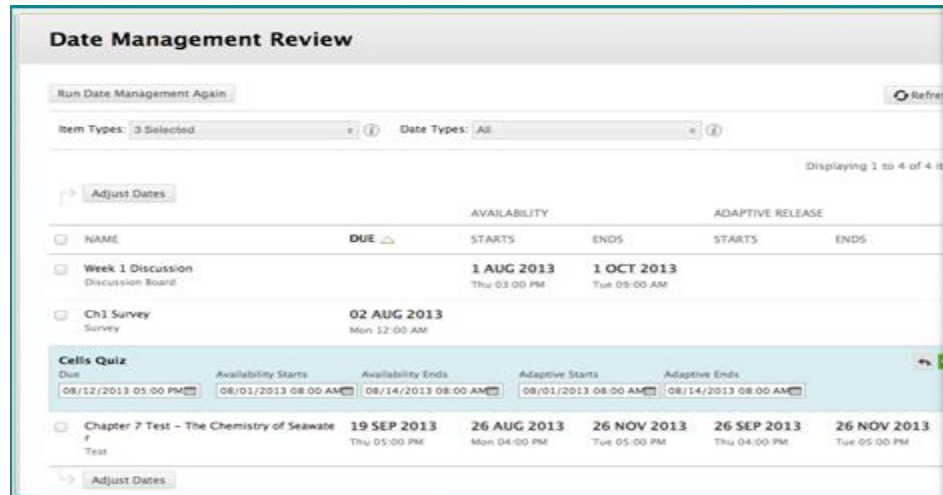 Date Management Review
Run Date Management Again
Refre
Item Types: 3 Selected Date Types: All
Displaying 1 to 4 of 4 it
Adjust Dates
AVAILABILITY ADAPTIVE RELEASE
NAME DUE STARTS ENDS STARTS ENDS
Week 1 Discussion 1 AUG 2013 1 OCT 2013
Discussion Board Thu 03:00 PM Tue 09:00 AM
Ch1 Survey 02 AUG 2013
Survey Mon 12:00 AM
Cells Quiz
Due Availability Starts Availability Ends Adaptive Starts Adaptive Ends
08/12/2013 05:00 PM 08/01/2013 08:00 AM 08/14/2013 08:00 AM 08/01/2013 08:00 AM 08/14/2013 08:00 AM
Chapter 7 Test – The Chemistry of Seawate 19 SEP 2013 26 AUG 2013 26 NOV 2013 26 SEP 2013 26 NOV 2013
r Thu 05:00 PM Mon 04:00 PM Tue 05:00 PM Thu 04:00 PM Tue 05:00 PM
Test
Adjust Dates